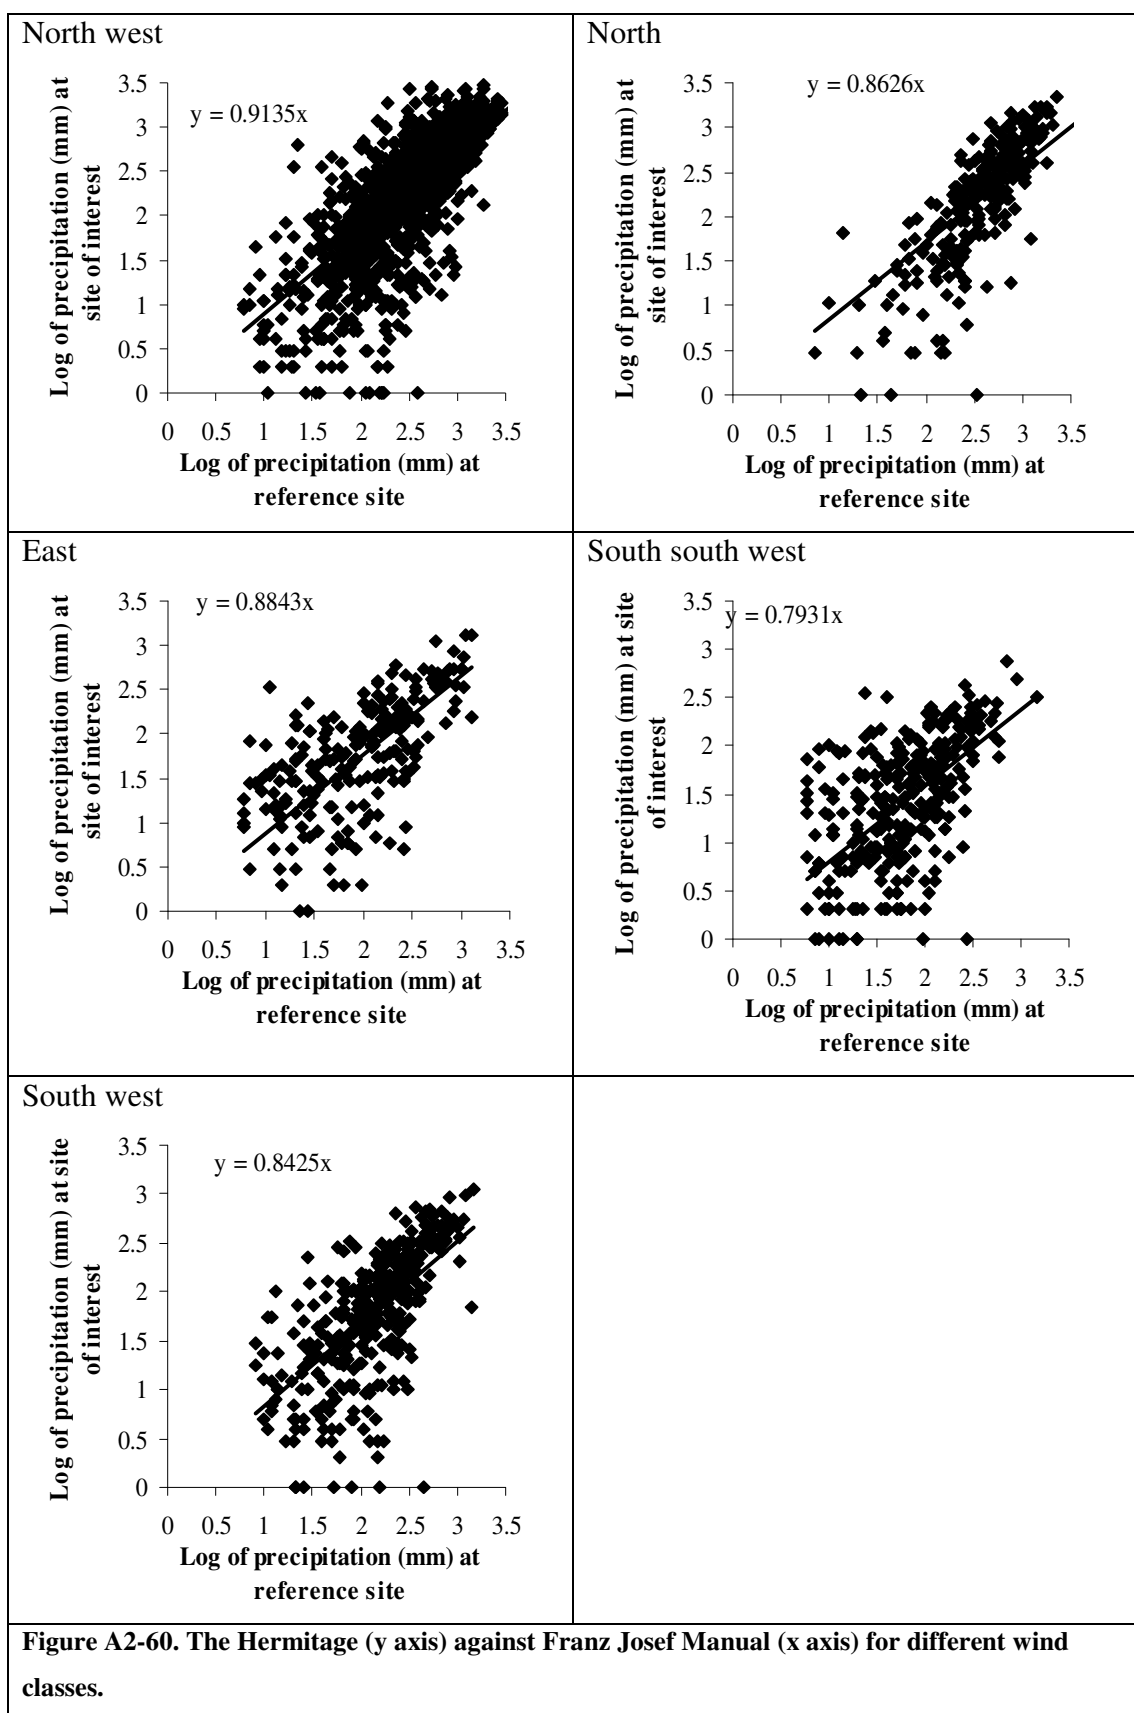 North west
y = 0.9135x
Log of precipitation (mm) at
site of interest
3.5
3
2.5
2
1.5
1
0.5
0
0 0.5 1 1.5 2 2.5 3 3.5
Log of precipitation (mm) at
reference site
North
y = 0.8626x
Log of precipitation (mm) at
site of interest
3.5
3
2.5
2
1.5
1
0.5
0
0 0.5 1 1.5 2 2.5 3 3.5
Log of precipitation (mm) at
reference site
East
y = 0.8843x
Log of precipitation (mm) at
site of interest
3.5
3
2.5
2
1.5
1
0.5
0
0 0.5 1 1.5 2 2.5 3 3.5
Log of precipitation (mm) at
reference site
South south west
y = 0.7931x
Log of precipitation (mm) at site
of interest
3.5
3
2.5
2
1.5
1
0.5
0
0 0.5 1 1.5 2 2.5 3 3.5
Log of precipitation (mm) at
reference site
South west
y = 0.8425x
Log of precipitation (mm) at site
of interest
3.5
3
2.5
2
1.5
1
0.5
0
0 0.5 1 1.5 2 2.5 3 3.5
Log of precipitation (mm) at
reference site
Figure A2-60. The Hermitage (y axis) against Franz Josef Manual (x axis) for different wind
classes.